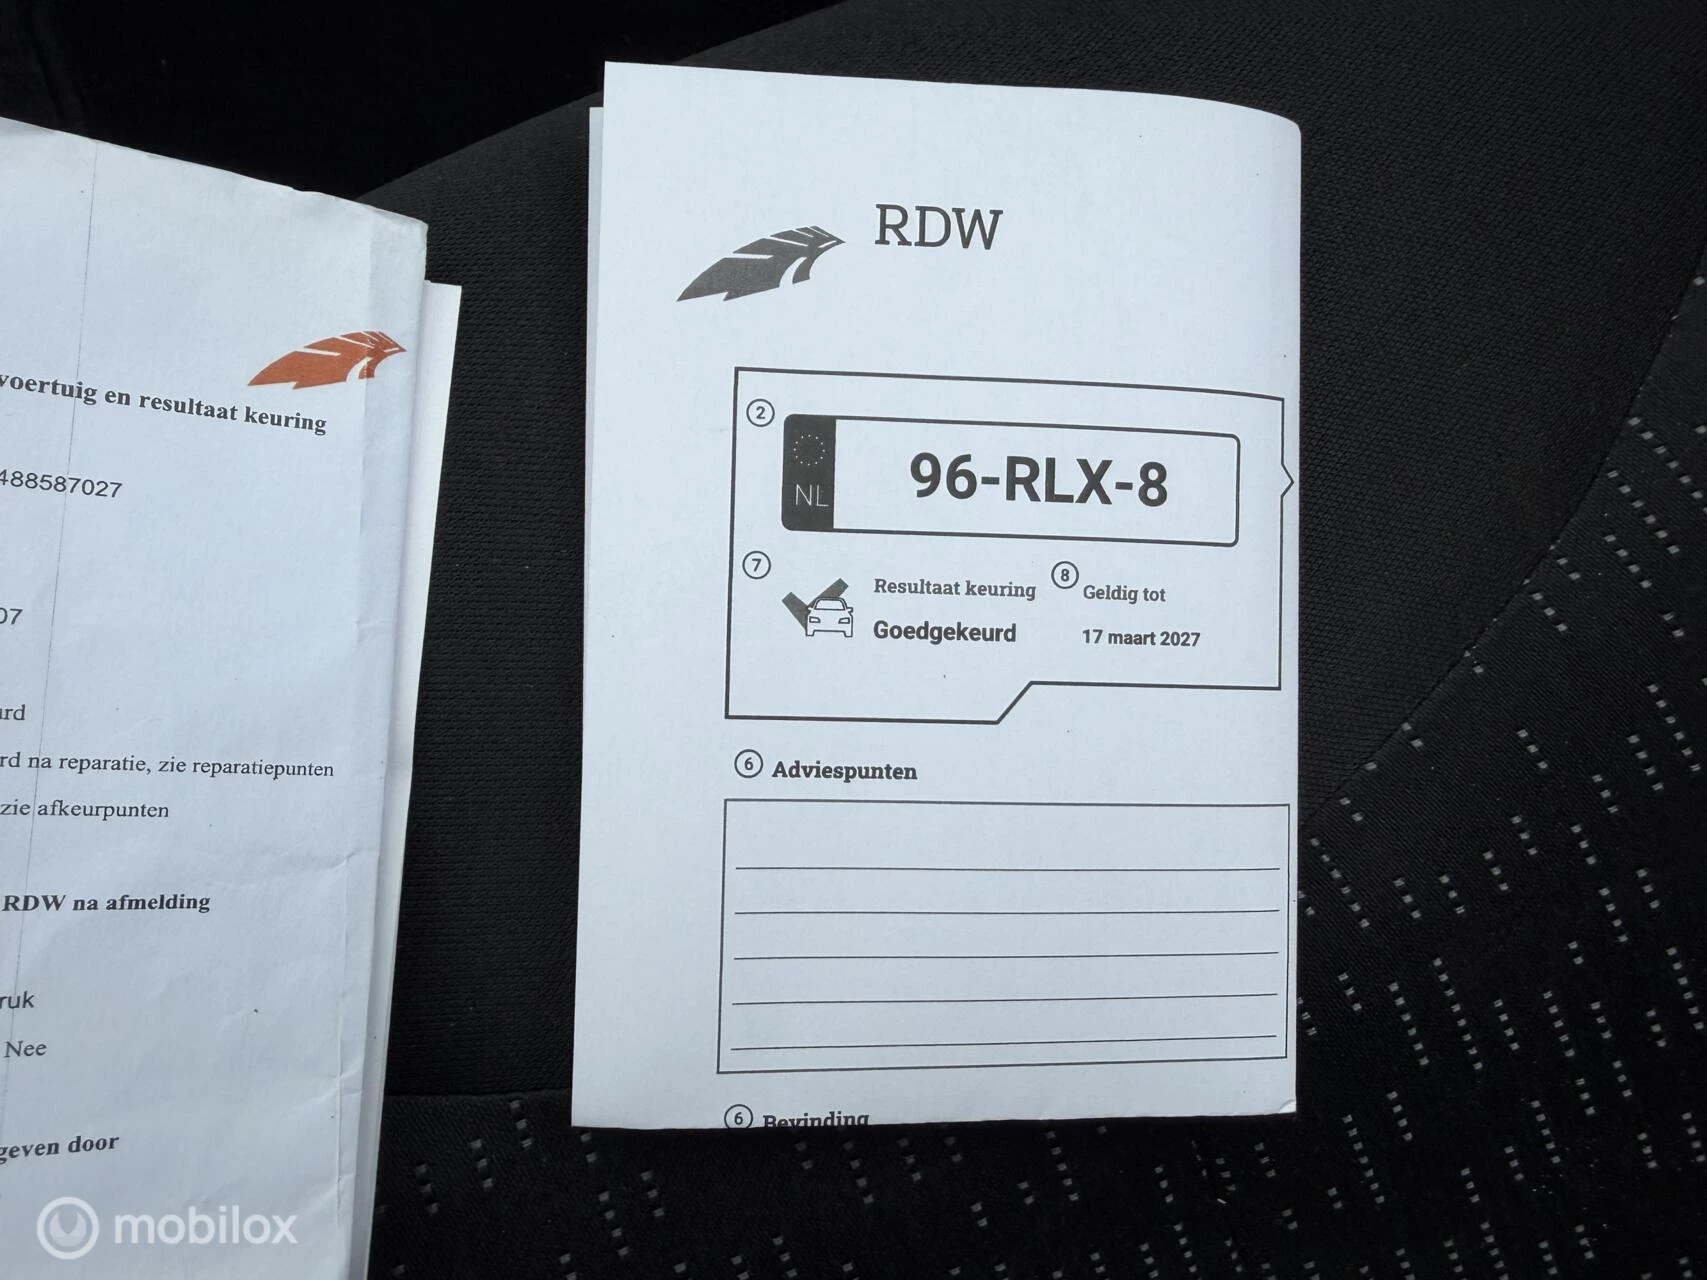 voertuig en resultaat keuring
488587027
07
rd na reparatie, zie reparatiepunten
zie afkeurpunten
RDW na afmelding
Nee
geven door
RDW
2
NL
96-RLX-8
7
Resultaat keuring
8
Geldig tot
Goedgekeurd
17 maart 2027
6 Adviespunten
6 Bevinding
mobilox